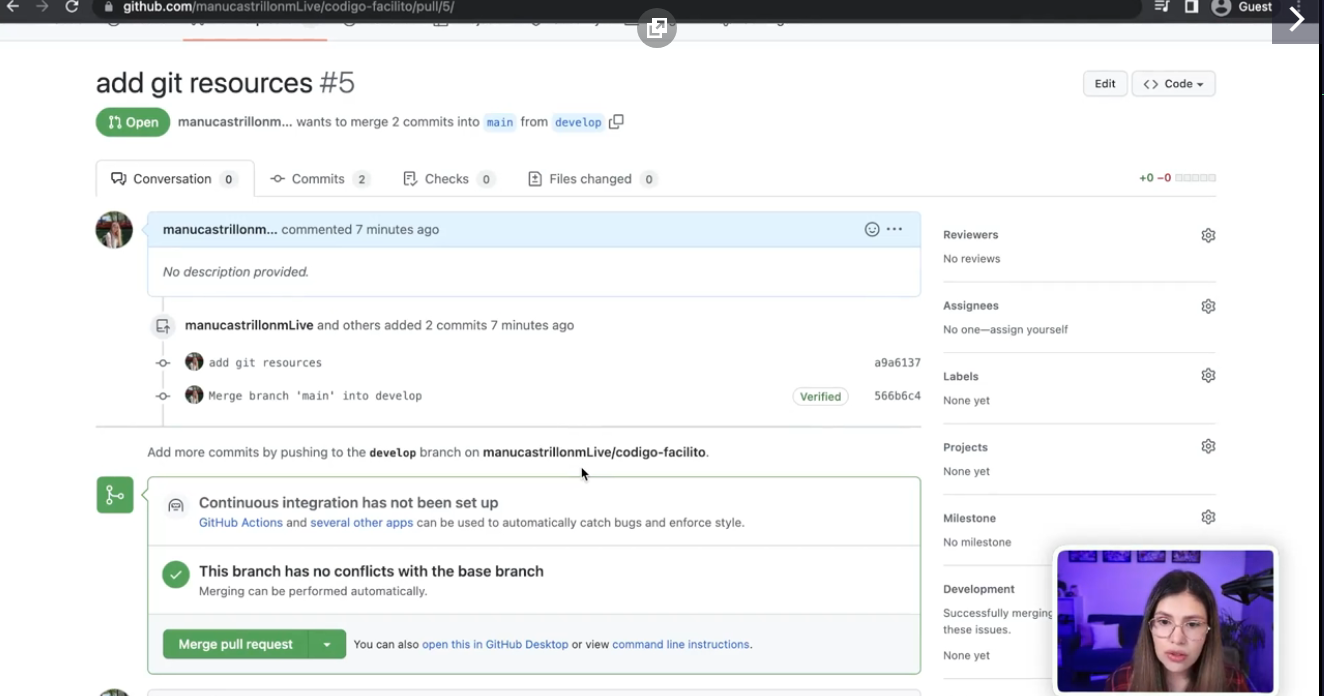 github.com/manucastrillonmLive/codigo-facilito/pull/5/
Guest
add git resources #5
Edit
<> Code
Open
manucastrillonm... wants to merge 2 commits into main from develop
Conversation 0
Commits 2
Checks 0
Files changed 0
+0 −0
manucastrillonm... commented 7 minutes ago
No description provided.
manucastrillonmLive and others added 2 commits 7 minutes ago
add git resources a9a6137
Merge branch 'main' into develop Verified 566b6c4
Add more commits by pushing to the develop branch on manucastrillonmLive/codigo-facilito.
Continuous integration has not been set up
GitHub Actions and several other apps can be used to automatically catch bugs and enforce style.
This branch has no conflicts with the base branch
Merging can be performed automatically.
Merge pull request
You can also open this in GitHub Desktop or view command line instructions.
Reviewers
No reviews
Assignees
No one—assign yourself
Labels
None yet
Projects
None yet
Milestone
No milestone
Development
Successfully merging
these issues.
None yet